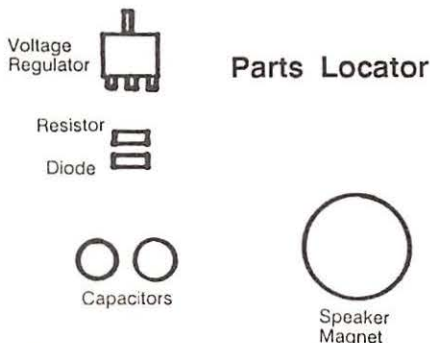 Voltage
Regulator
Parts Locator
Resistor
Diode
Capacitors
Speaker
Magnet